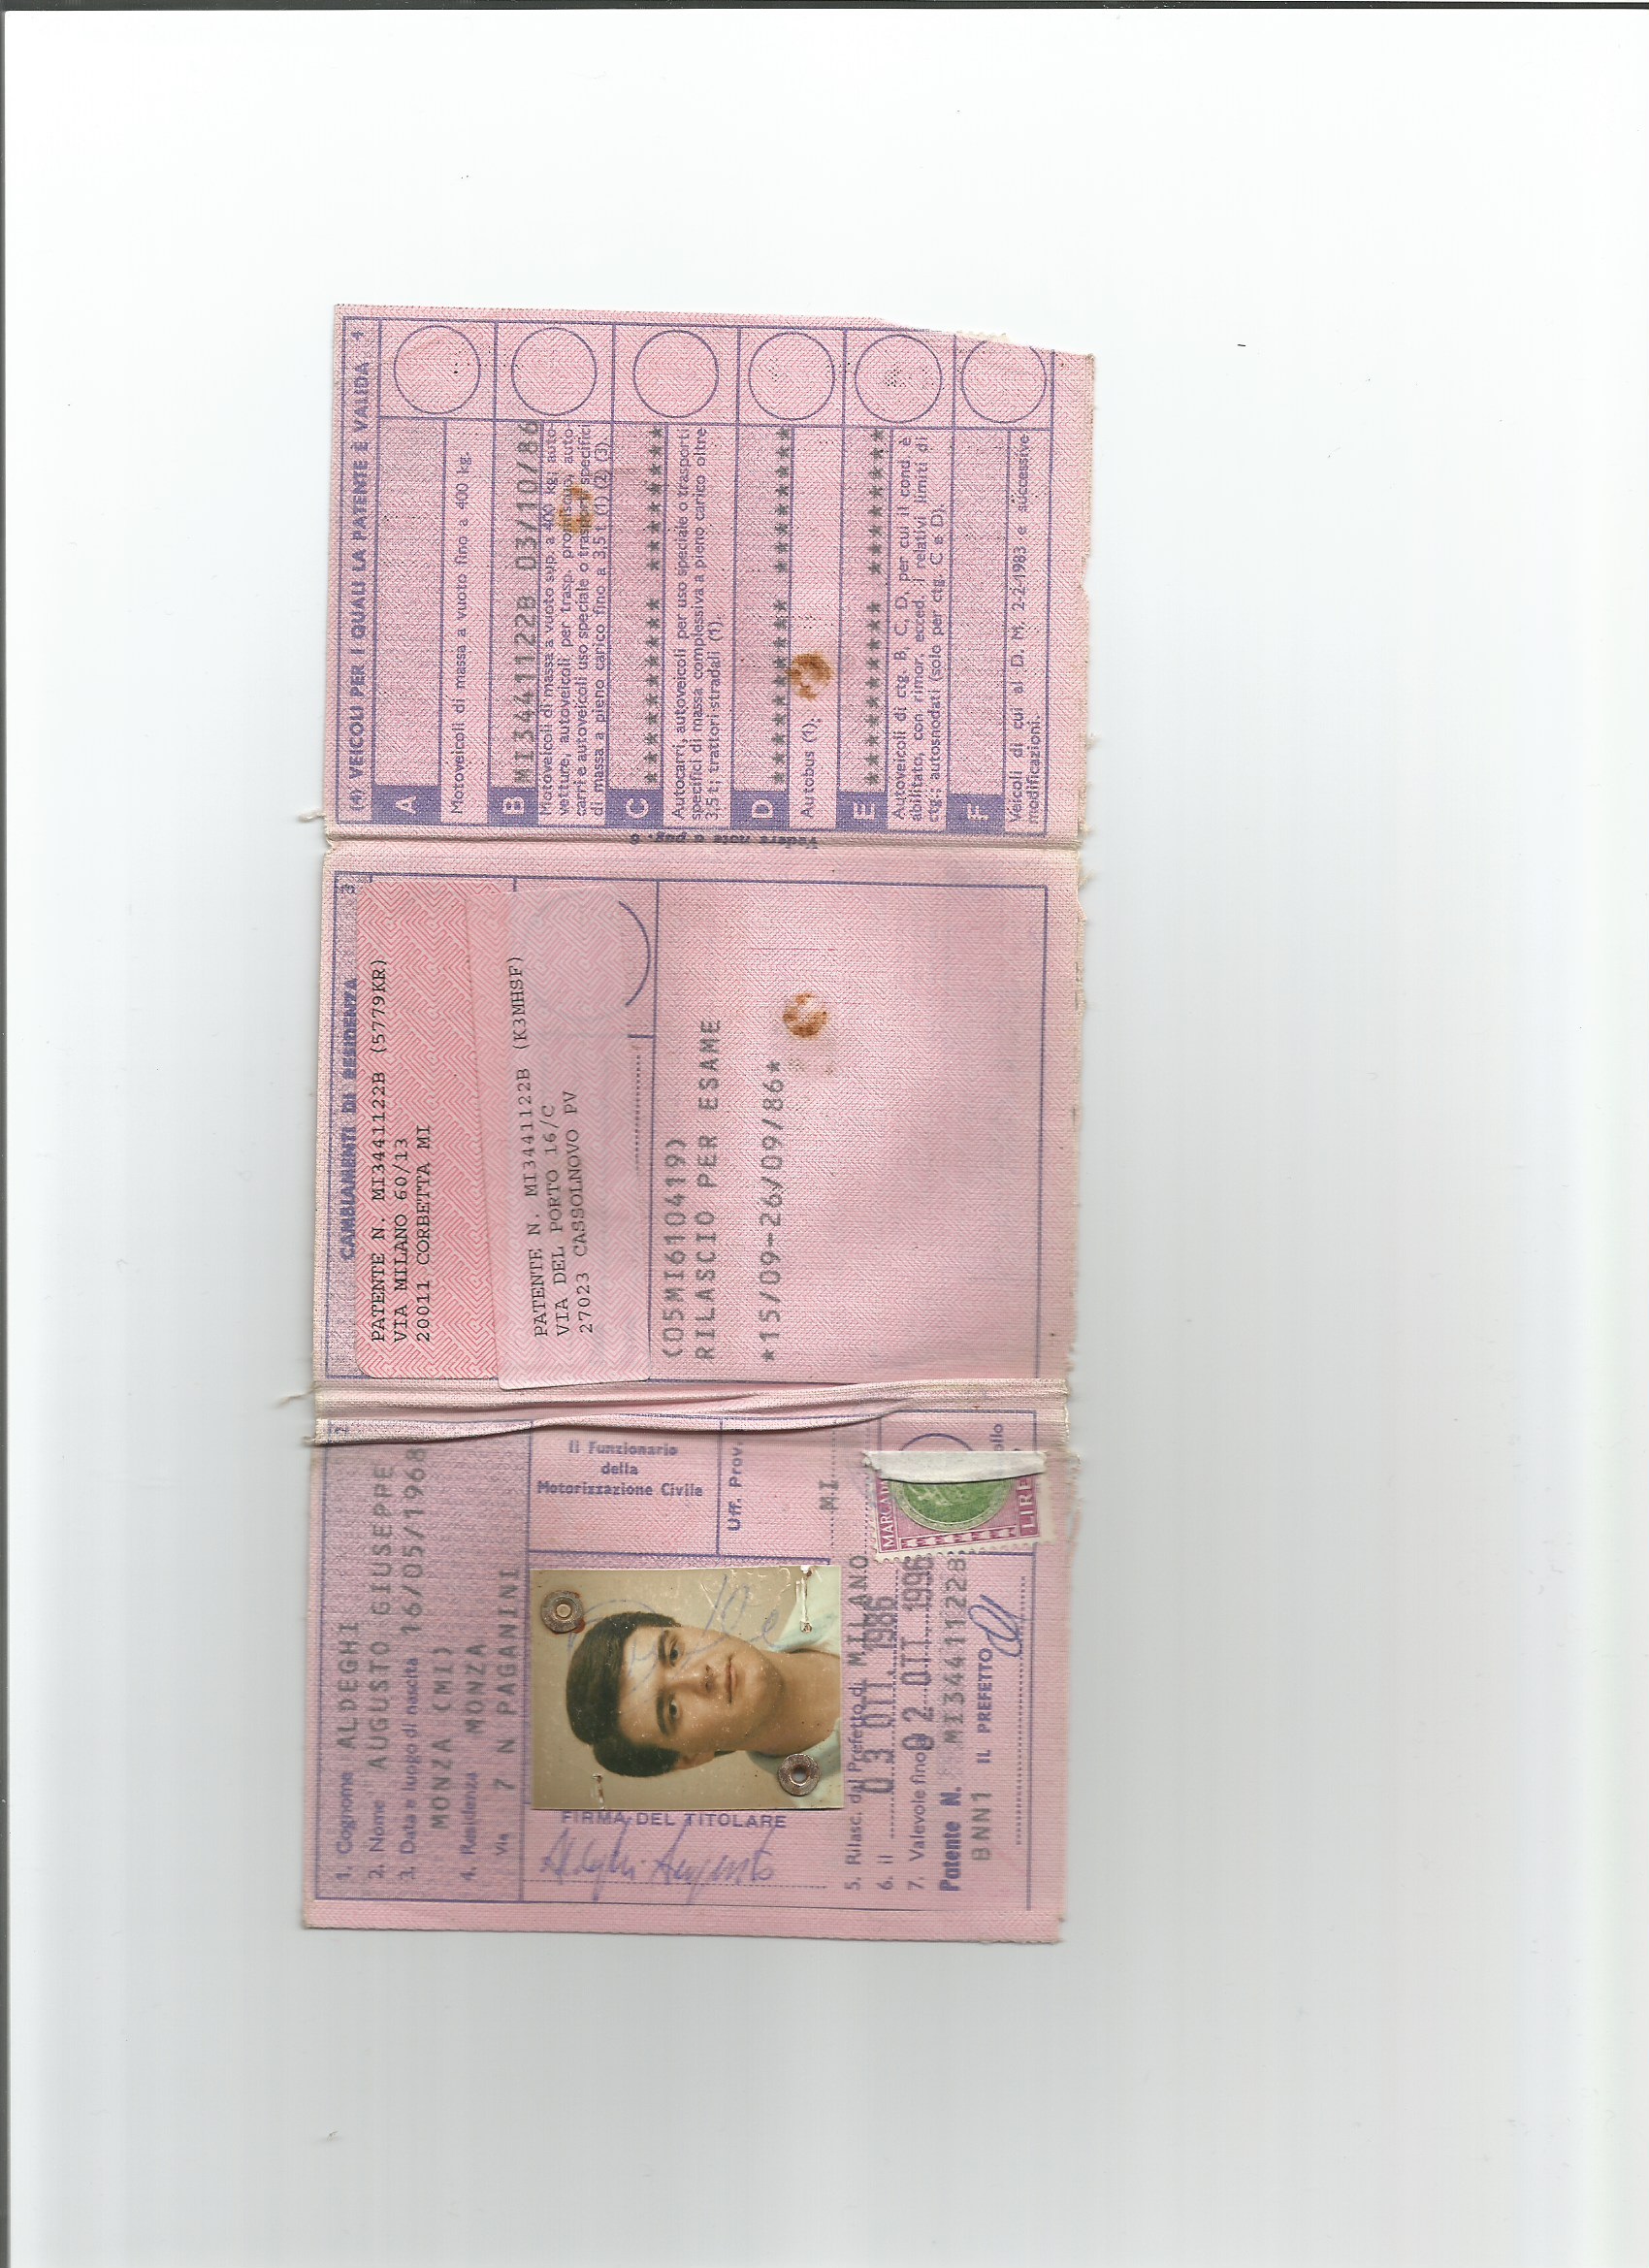 2
1. Cognome ALDEGHI
2. Nome AUGUSTO GIUSEPPE
3. Data e luogo di nascita 16/05/1968
MONZA (MI)
4. Residenza MONZA
Via 7 N PAGANINI
Il Funzionario
della
Motorizzazione Civile
Uff. Prov.
MI
FIRMA DEL TITOLARE
Aldeghi Augusto
5. Rilasc. dal Prefetto di MILANO
6. il 03 OTT 1986
7. Valevole fino a 02 OTT 1996
Patente N. MI3441122B
BNN1 IL PREFETTO
MARCA D
LIRE
3
CAMBIAMENTI DI RESIDENZA
PATENTE N. MI3441122B (5779KR)
VIA MILANO 60/13
20011 CORBETTA MI
PATENTE N. MI3441122B (K3MHSF)
VIA DEL PORTO 16/C
27023 CASSOLNOVO PV
(05MI610419)
RILASCIO PER ESAME
*15/09-26/09/86*
(4) VEICOLI PER I QUALI LA PATENTE È VALIDA 4
A
Motoveicoli di massa a vuoto fino a 400 kg.
B MI3441122B 03/10/86
Motoveicoli di massa a vuoto sup. a 400 kg; auto-
vetture, autoveicoli per trasp. promiscuo, auto-
carri e autoveicoli uso speciale o trasporti specifici
di massa a pieno carico fino a 3,5 t (1) (2) (3).
C *********** **********
Autocarri, autoveicoli per uso speciale o trasporti
specifici di massa complessiva a pieno carico oltre
3,5 t; trattori stradali (1).
D *********** **********
Autobus (1);
E *********** **********
Autoveicoli di ctg. B, C, D, per cui il cond. è
abilitato, con rimor. ecced. i relativi limiti di
ctg.; autosnodati (solo per ctg. C e D).
F
Veicoli di cui al D. M. 2-2-1983 e successive
modificazioni.
Vedere note a pag. 6